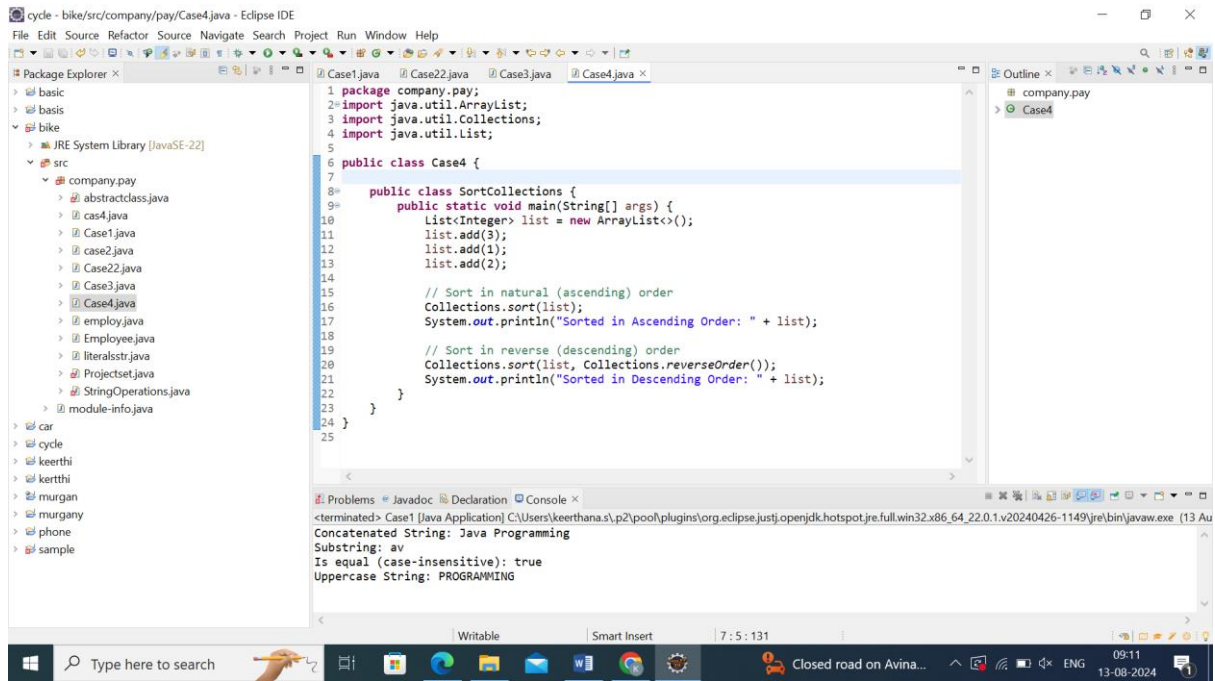 cycle - bike/src/company/pay/Case4.java - Eclipse IDE
File Edit Source Refactor Source Navigate Search Project Run Window Help
Package Explorer
basic
basis
bike
JRE System Library [JavaSE-22]
src
company.pay
abstractclass.java
cas4.java
Case1.java
case2.java
Case22.java
Case3.java
Case4.java
employ.java
Employee.java
literalsstr.java
Projectset.java
StringOperations.java
module-info.java
car
cycle
keerthi
kertthi
murgan
murgany
phone
sample
Case1.java Case22.java Case3.java Case4.java
1 package company.pay;
2 import java.util.ArrayList;
3 import java.util.Collections;
4 import java.util.List;
5
6 public class Case4 {
7
8 public class SortCollections {
9 public static void main(String[] args) {
10 List<Integer> list = new ArrayList<>();
11 list.add(3);
12 list.add(1);
13 list.add(2);
14
15 // Sort in natural (ascending) order
16 Collections.sort(list);
17 System.out.println("Sorted in Ascending Order: " + list);
18
19 // Sort in reverse (descending) order
20 Collections.sort(list, Collections.reverseOrder());
21 System.out.println("Sorted in Descending Order: " + list);
22 }
23 }
24 }
25
Outline
company.pay
Case4
Problems Javadoc Declaration Console
<terminated> Case1 [Java Application] C:\Users\keerthana.s\.p2\pool\plugins\org.eclipse.justj.openjdk.hotspot.jre.full.win32.x86_64_22.0.1.v20240426-1149\jre\bin\javaw.exe (13 Au
Concatenated String: Java Programming
Substring: av
Is equal (case-insensitive): true
Uppercase String: PROGRAMMING
Writable Smart Insert 7 : 5 : 131
Type here to search
Closed road on Avina...
ENG
09:11
13-08-2024